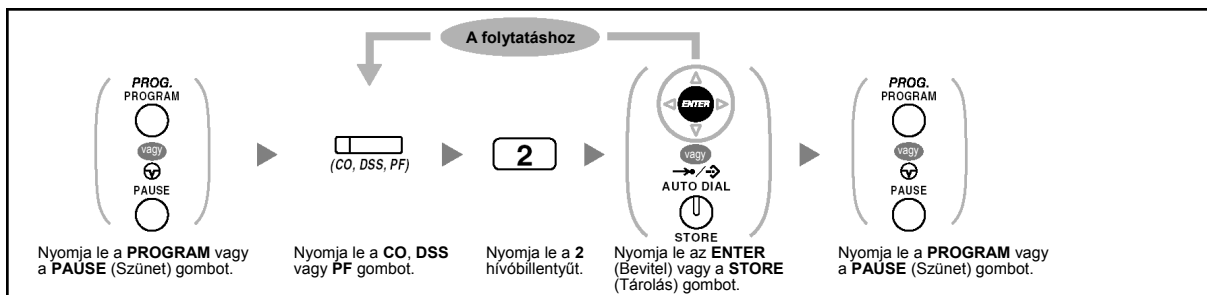 A folytatáshoz
PROG.
PROGRAM
vagy
PAUSE
Nyomja le a PROGRAM vagy
a PAUSE (Szünet) gombot.
(CO, DSS, PF)
Nyomja le a CO, DSS
vagy PF gombot.
2
Nyomja le a 2
hívóbillentyűt.
ENTER
vagy
AUTO DIAL
STORE
Nyomja le az ENTER
(Bevitel) vagy a STORE
(Tárolás) gombot.
PROG.
PROGRAM
vagy
PAUSE
Nyomja le a PROGRAM vagy
a PAUSE (Szünet) gombot.